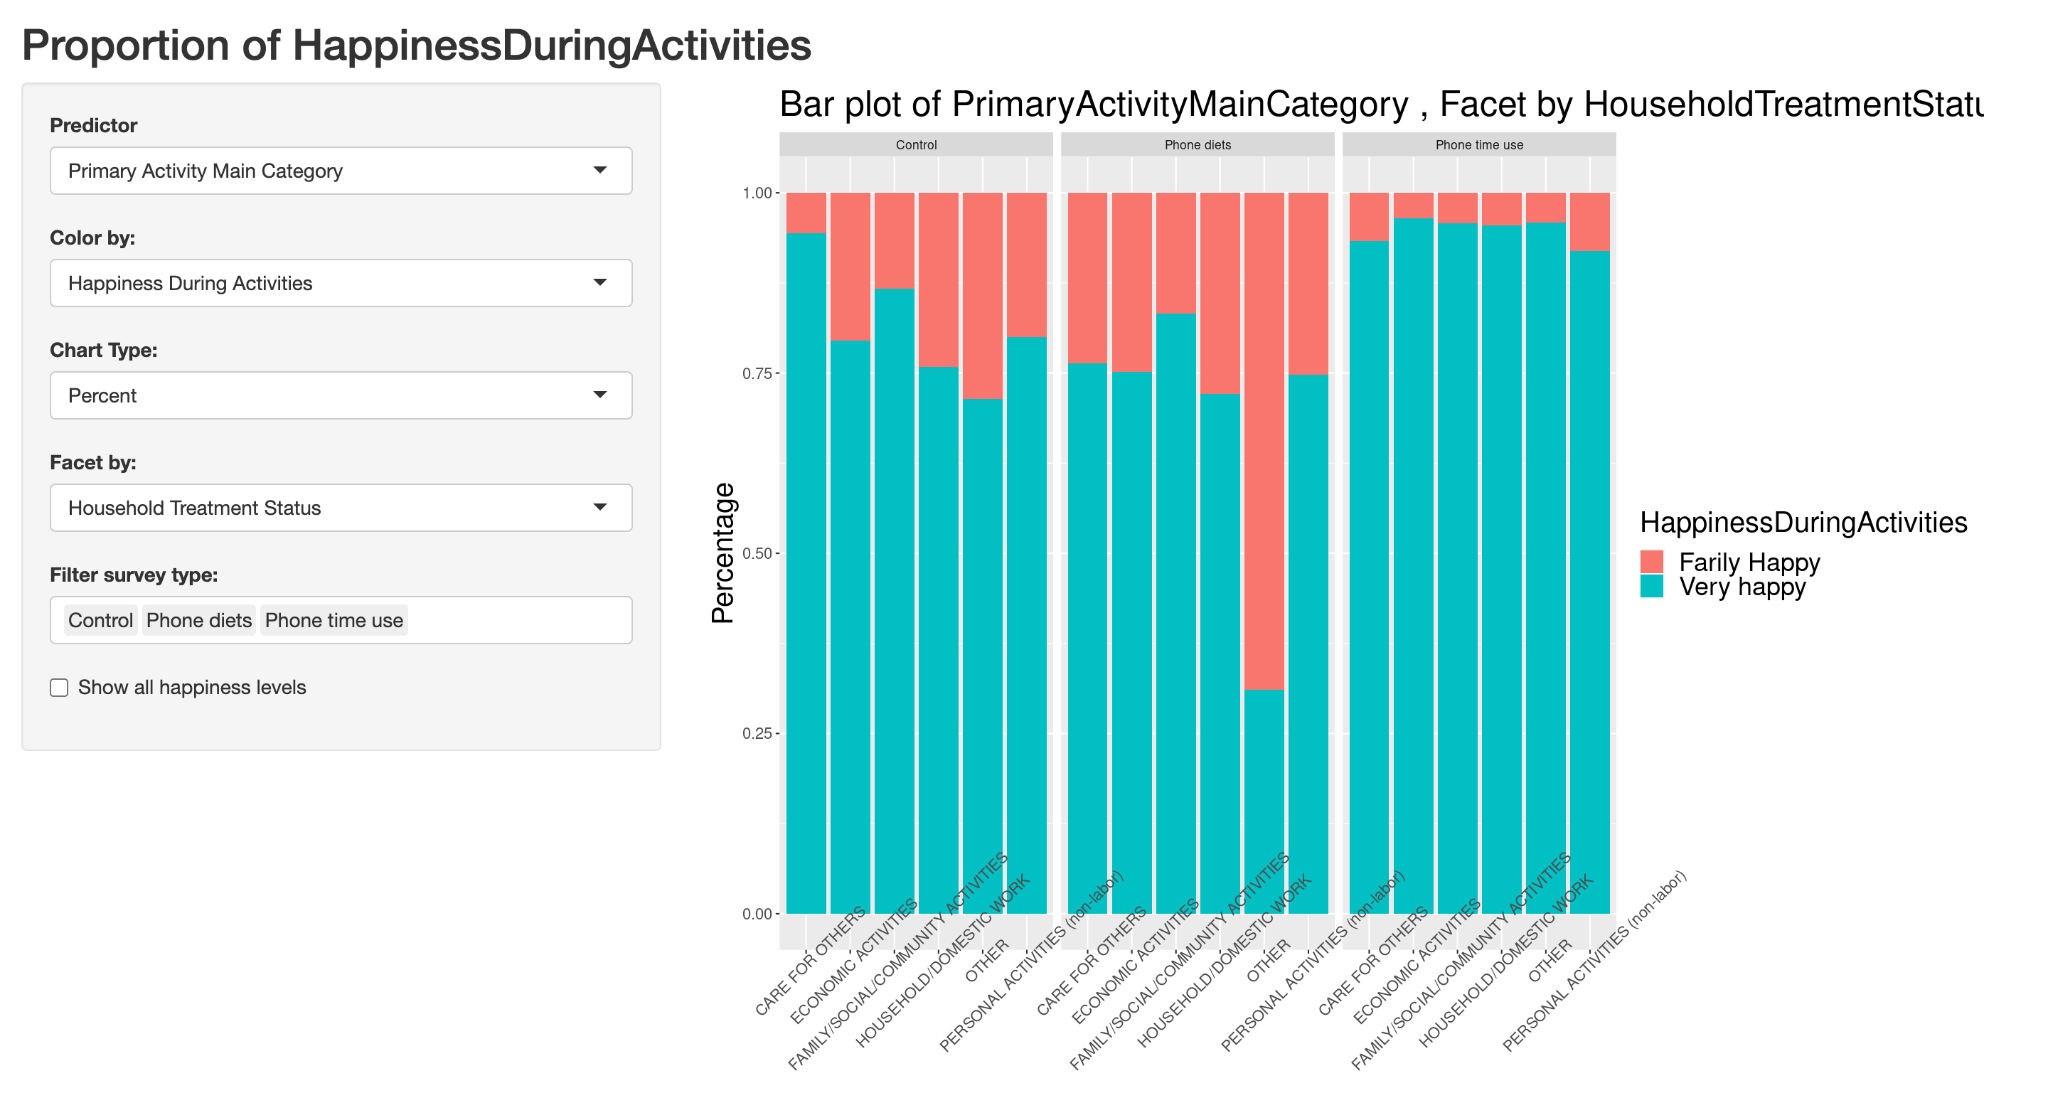 Proportion of HappinessDuringActivities
Predictor
Primary Activity Main Category
Color by:
Happiness During Activities
Chart Type:
Percent
Facet by:
Household Treatment Status
Filter survey type:
Control Phone diets Phone time use
Show all happiness levels
Bar plot of PrimaryActivityMainCategory , Facet by HouseholdTreatmentStatu
Control
Phone diets
Phone time use
1.00
0.75
0.50
0.25
0.00
Percentage
CARE FOR OTHERS
ECONOMIC ACTIVITIES
FAMILY/SOCIAL/COMMUNITY ACTIVITIES
HOUSEHOLD/DOMESTIC WORK
OTHER
PERSONAL ACTIVITIES (non-labor)
CARE FOR OTHERS
ECONOMIC ACTIVITIES
FAMILY/SOCIAL/COMMUNITY ACTIVITIES
HOUSEHOLD/DOMESTIC WORK
OTHER
PERSONAL ACTIVITIES (non-labor)
CARE FOR OTHERS
ECONOMIC ACTIVITIES
FAMILY/SOCIAL/COMMUNITY ACTIVITIES
HOUSEHOLD/DOMESTIC WORK
OTHER
PERSONAL ACTIVITIES (non-labor)
HappinessDuringActivities
Farily Happy
Very happy